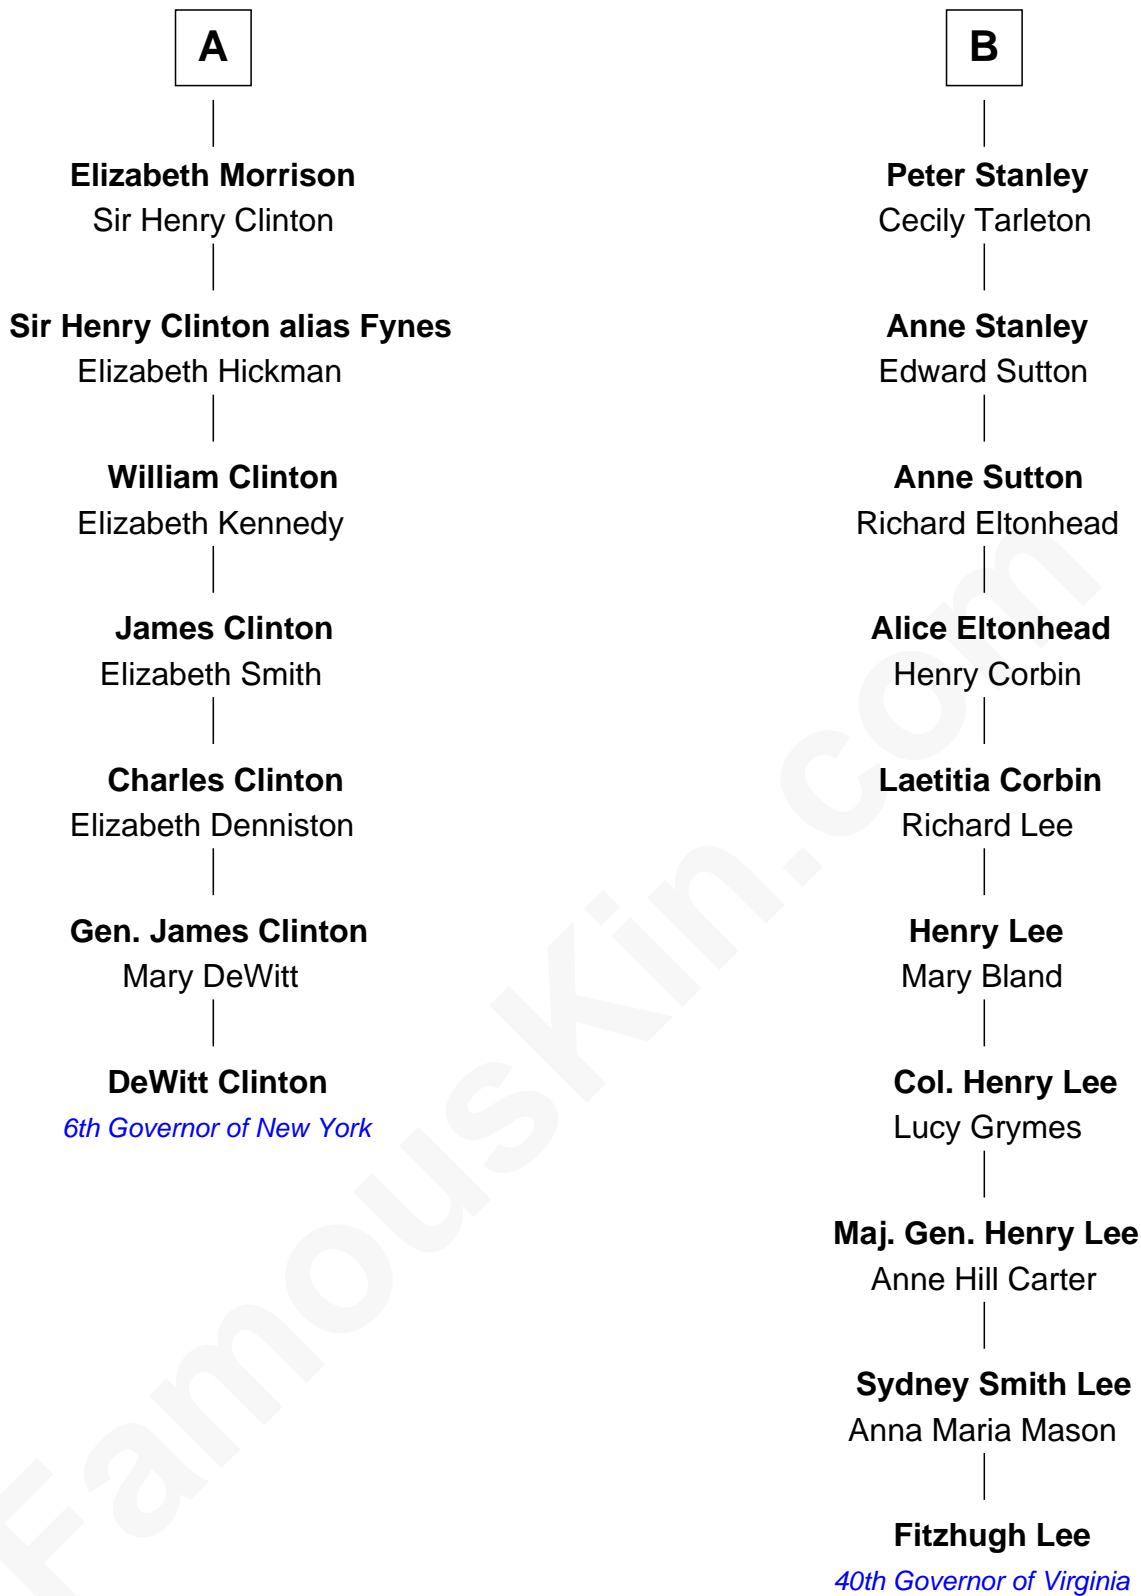 A
Elizabeth Morrison
Sir Henry Clinton
Sir Henry Clinton alias Fynes
Elizabeth Hickman
William Clinton
Elizabeth Kennedy
James Clinton
Elizabeth Smith
Charles Clinton
Elizabeth Denniston
Gen. James Clinton
Mary DeWitt
DeWitt Clinton
6th Governor of New York
B
Peter Stanley
Cecily Tarleton
Anne Stanley
Edward Sutton
Anne Sutton
Richard Eltonhead
Alice Eltonhead
Henry Corbin
Laetitia Corbin
Richard Lee
Henry Lee
Mary Bland
Col. Henry Lee
Lucy Grymes
Maj. Gen. Henry Lee
Anne Hill Carter
Sydney Smith Lee
Anna Maria Mason
Fitzhugh Lee
40th Governor of Virginia
FamousKin.com